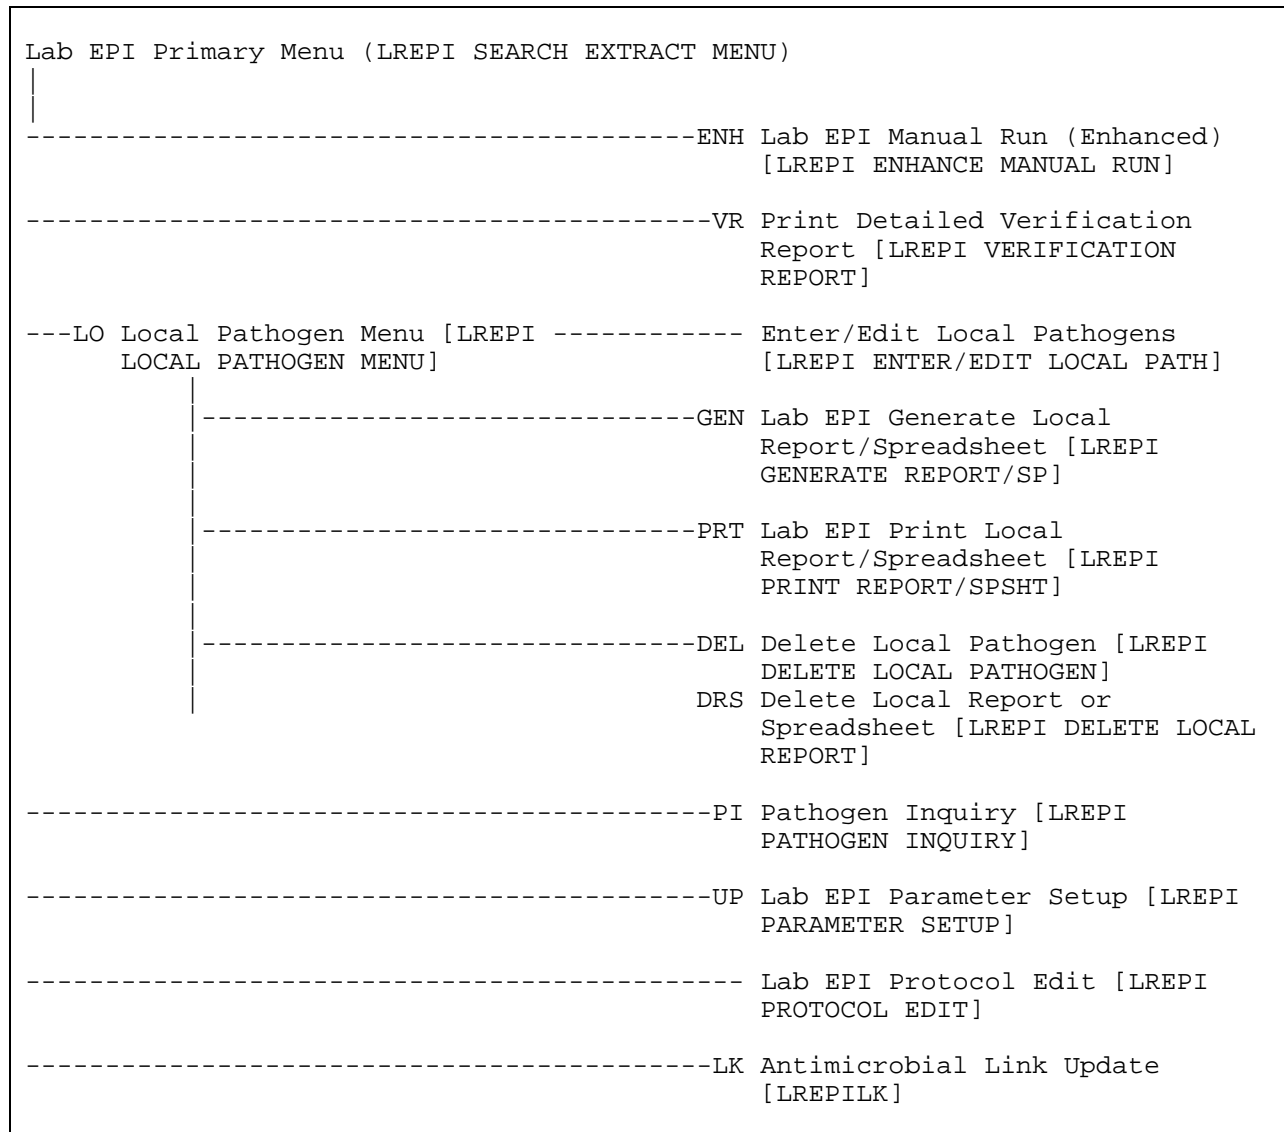 Lab EPI Primary Menu (LREPI SEARCH EXTRACT MENU)
|
|
------------------------------------------ENH Lab EPI Manual Run (Enhanced)
[LREPI ENHANCE MANUAL RUN]
-------------------------------------------VR Print Detailed Verification
Report [LREPI VERIFICATION
REPORT]
---LO Local Pathogen Menu [LREPI ------------ Enter/Edit Local Pathogens
LOCAL PATHOGEN MENU] [LREPI ENTER/EDIT LOCAL PATH]
|
|-------------------------------GEN Lab EPI Generate Local
| Report/Spreadsheet [LREPI
| GENERATE REPORT/SP]
|
|-------------------------------PRT Lab EPI Print Local
| Report/Spreadsheet [LREPI
| PRINT REPORT/SPSHT]
|
|-------------------------------DEL Delete Local Pathogen [LREPI
| DELETE LOCAL PATHOGEN]
| DRS Delete Local Report or
Spreadsheet [LREPI DELETE LOCAL
REPORT]
-------------------------------------------PI Pathogen Inquiry [LREPI
PATHOGEN INQUIRY]
-------------------------------------------UP Lab EPI Parameter Setup [LREPI
PARAMETER SETUP]
--------------------------------------------- Lab EPI Protocol Edit [LREPI
PROTOCOL EDIT]
-------------------------------------------LK Antimicrobial Link Update
[LREPILK]